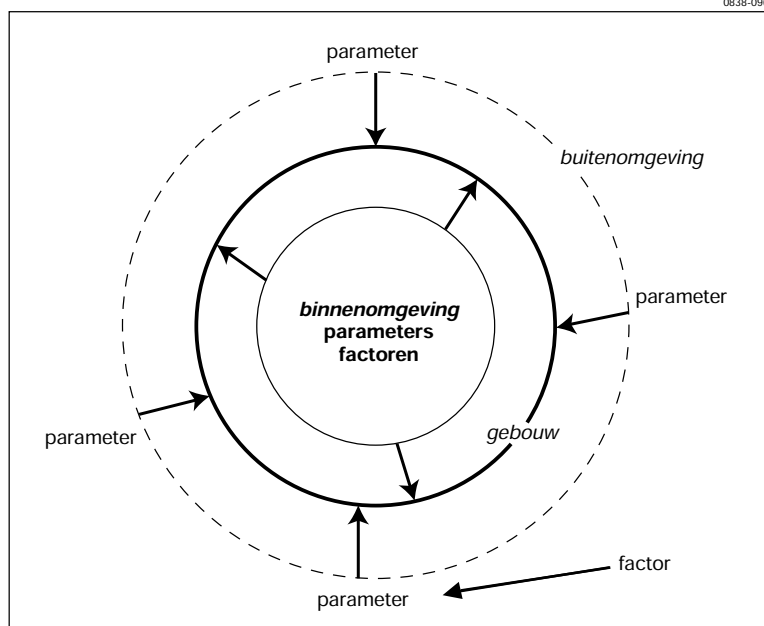 parameter
buitenomgeving
parameter
binnenomgeving
parameters
factoren
gebouw
parameter
factor
parameter